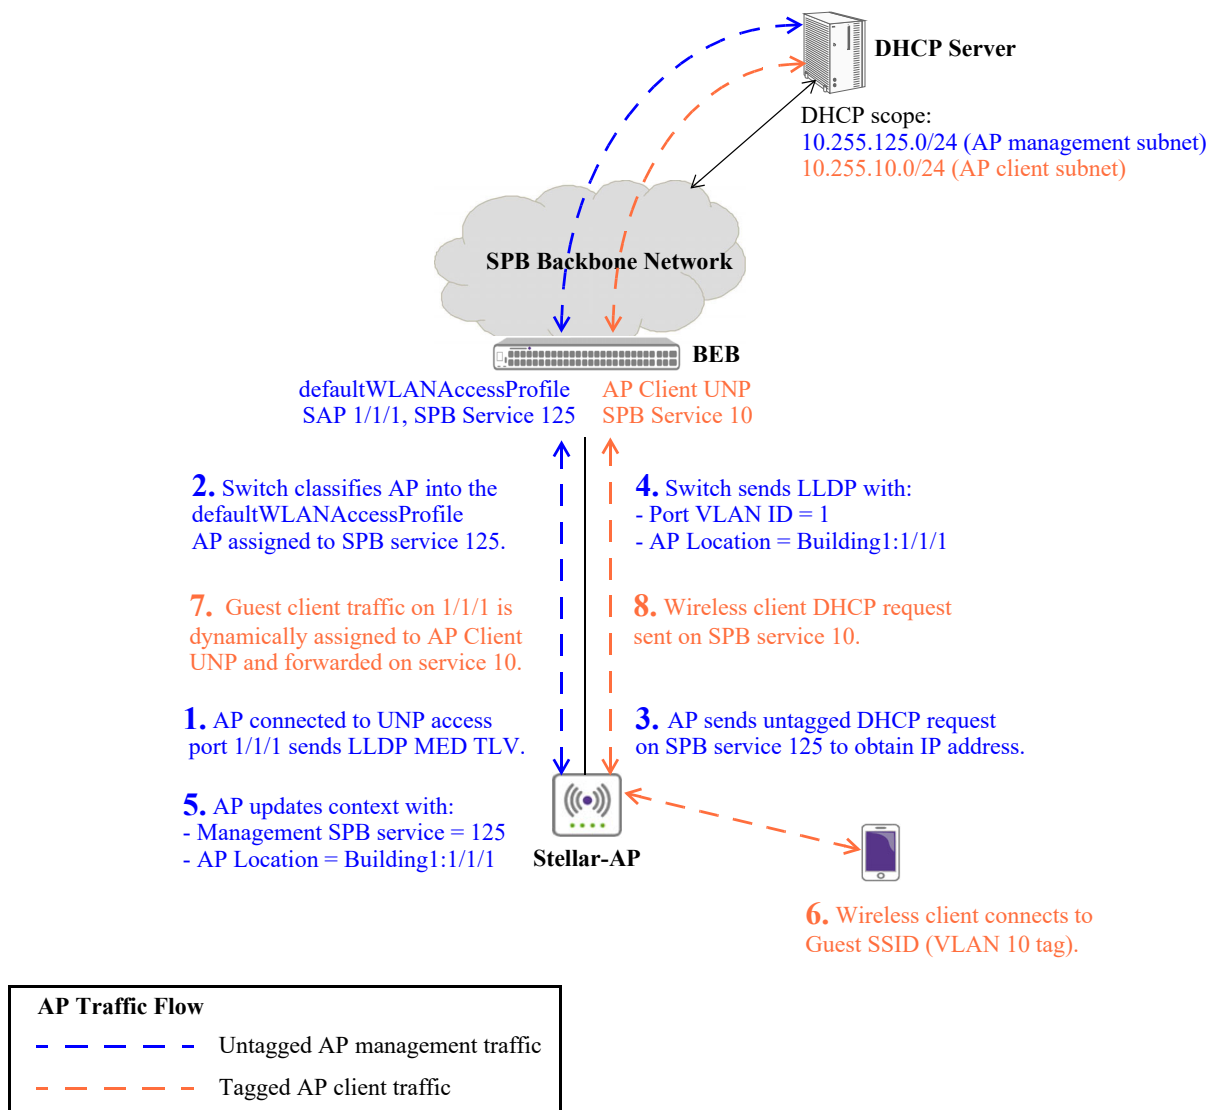 DHCP Server
DHCP scope:
10.255.125.0/24 (AP management subnet)
10.255.10.0/24 (AP client subnet)
SPB Backbone Network
BEB
defaultWLANAccessProfile
SAP 1/1/1, SPB Service 125
AP Client UNP
SPB Service 10
2. Switch classifies AP into the
defaultWLANAccessProfile
AP assigned to SPB service 125.
4. Switch sends LLDP with:
- Port VLAN ID = 1
- AP Location = Building1:1/1/1
7. Guest client traffic on 1/1/1 is
dynamically assigned to AP Client
UNP and forwarded on service 10.
8. Wireless client DHCP request
sent on SPB service 10.
1. AP connected to UNP access
port 1/1/1 sends LLDP MED TLV.
3. AP sends untagged DHCP request
on SPB service 125 to obtain IP address.
5. AP updates context with:
- Management SPB service = 125
- AP Location = Building1:1/1/1
Stellar-AP
6. Wireless client connects to
Guest SSID (VLAN 10 tag).
AP Traffic Flow
Untagged AP management traffic
Tagged AP client traffic